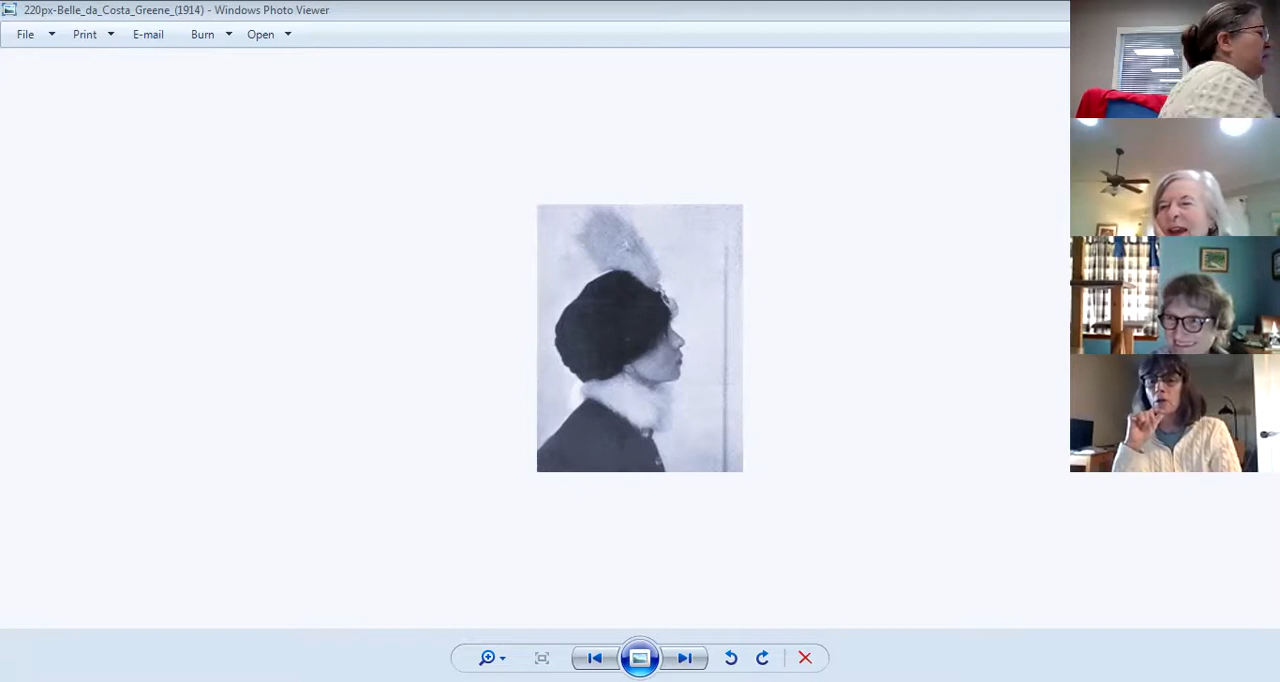 220px-Belle_da_Costa_Greene_(1914) - Windows Photo Viewer
File Print E-mail Burn Open